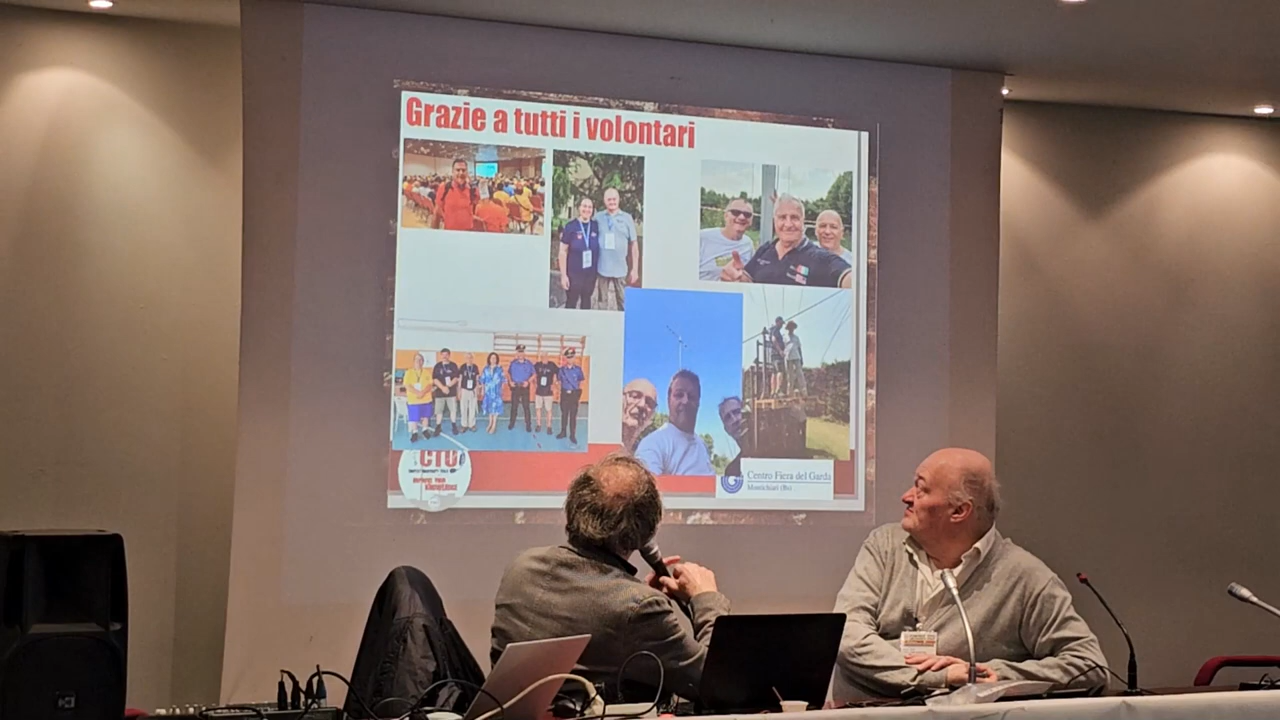 Grazie a tutti i volontari
CTU
Centro Fiera del Garda
Montichiari (Bs)